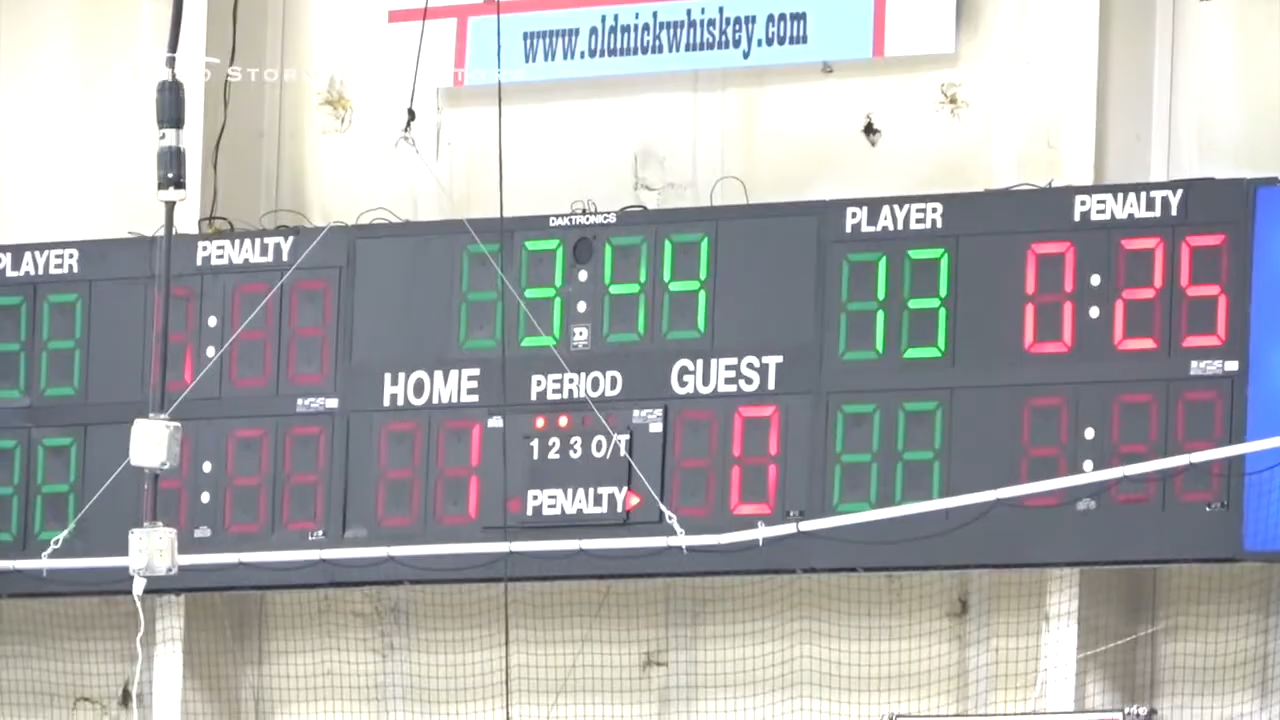 www.oldnickwhiskey.com
DAKTRONICS
PLAYER PENALTY
3:44
PLAYER PENALTY
13 0:25
HOME PERIOD GUEST
1 0
1 2 3 O/T
PENALTY